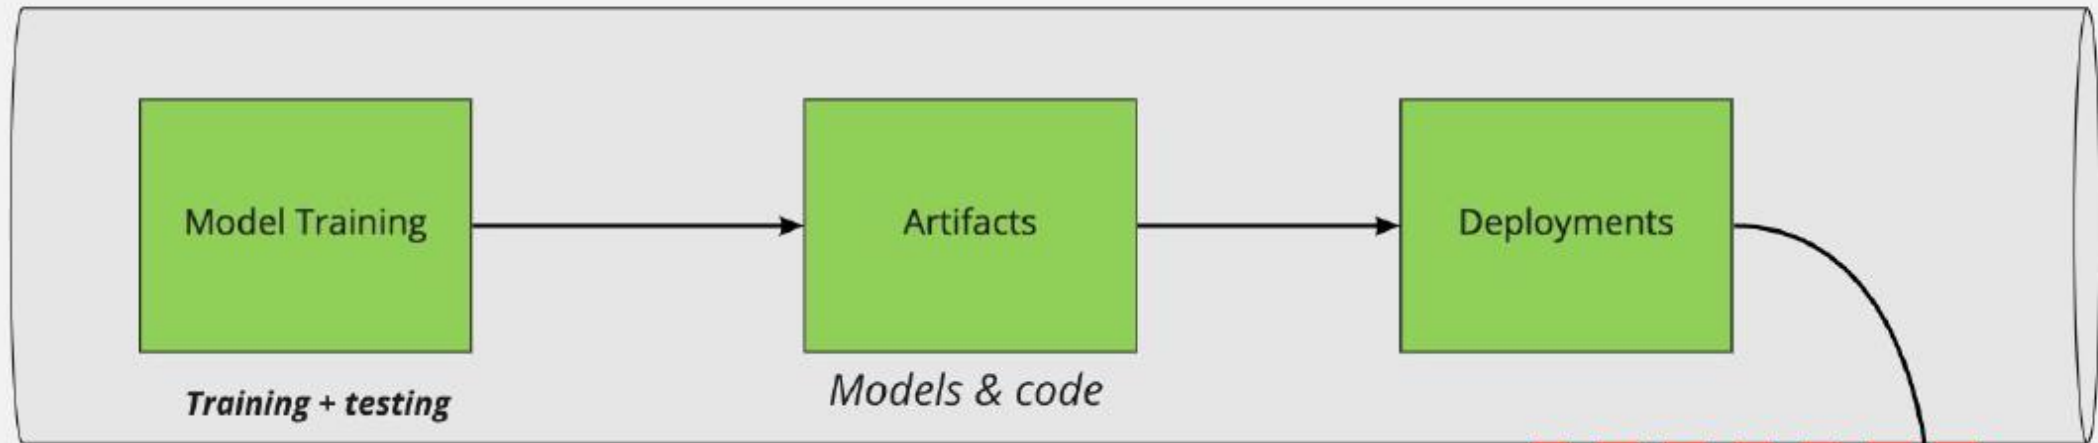 Model Training
Artifacts
Deployments
Training + testing
Models & code